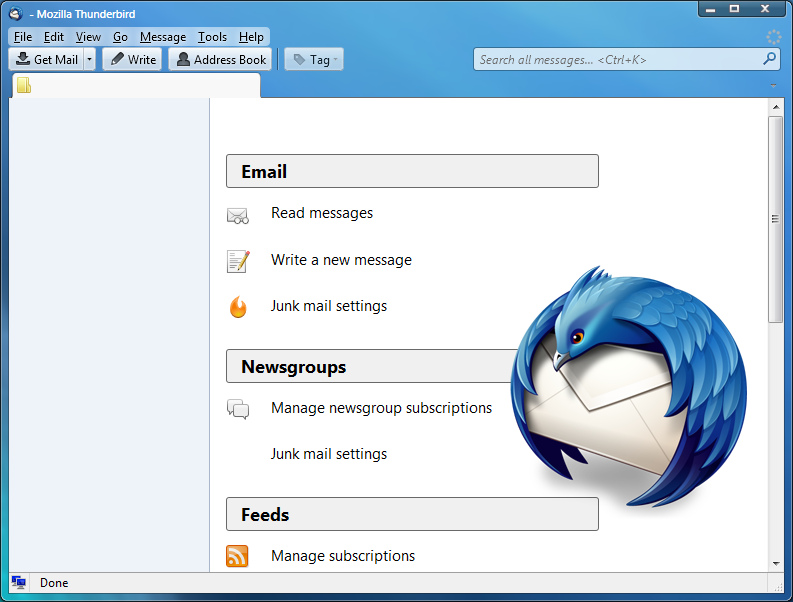 - Mozilla Thunderbird
File Edit View Go Message Tools Help
Get Mail Write Address Book Tag Search all messages... <Ctrl+K>
Email
Read messages
Write a new message
Junk mail settings
Newsgroups
Manage newsgroup subscriptions
Junk mail settings
Feeds
Manage subscriptions
Done